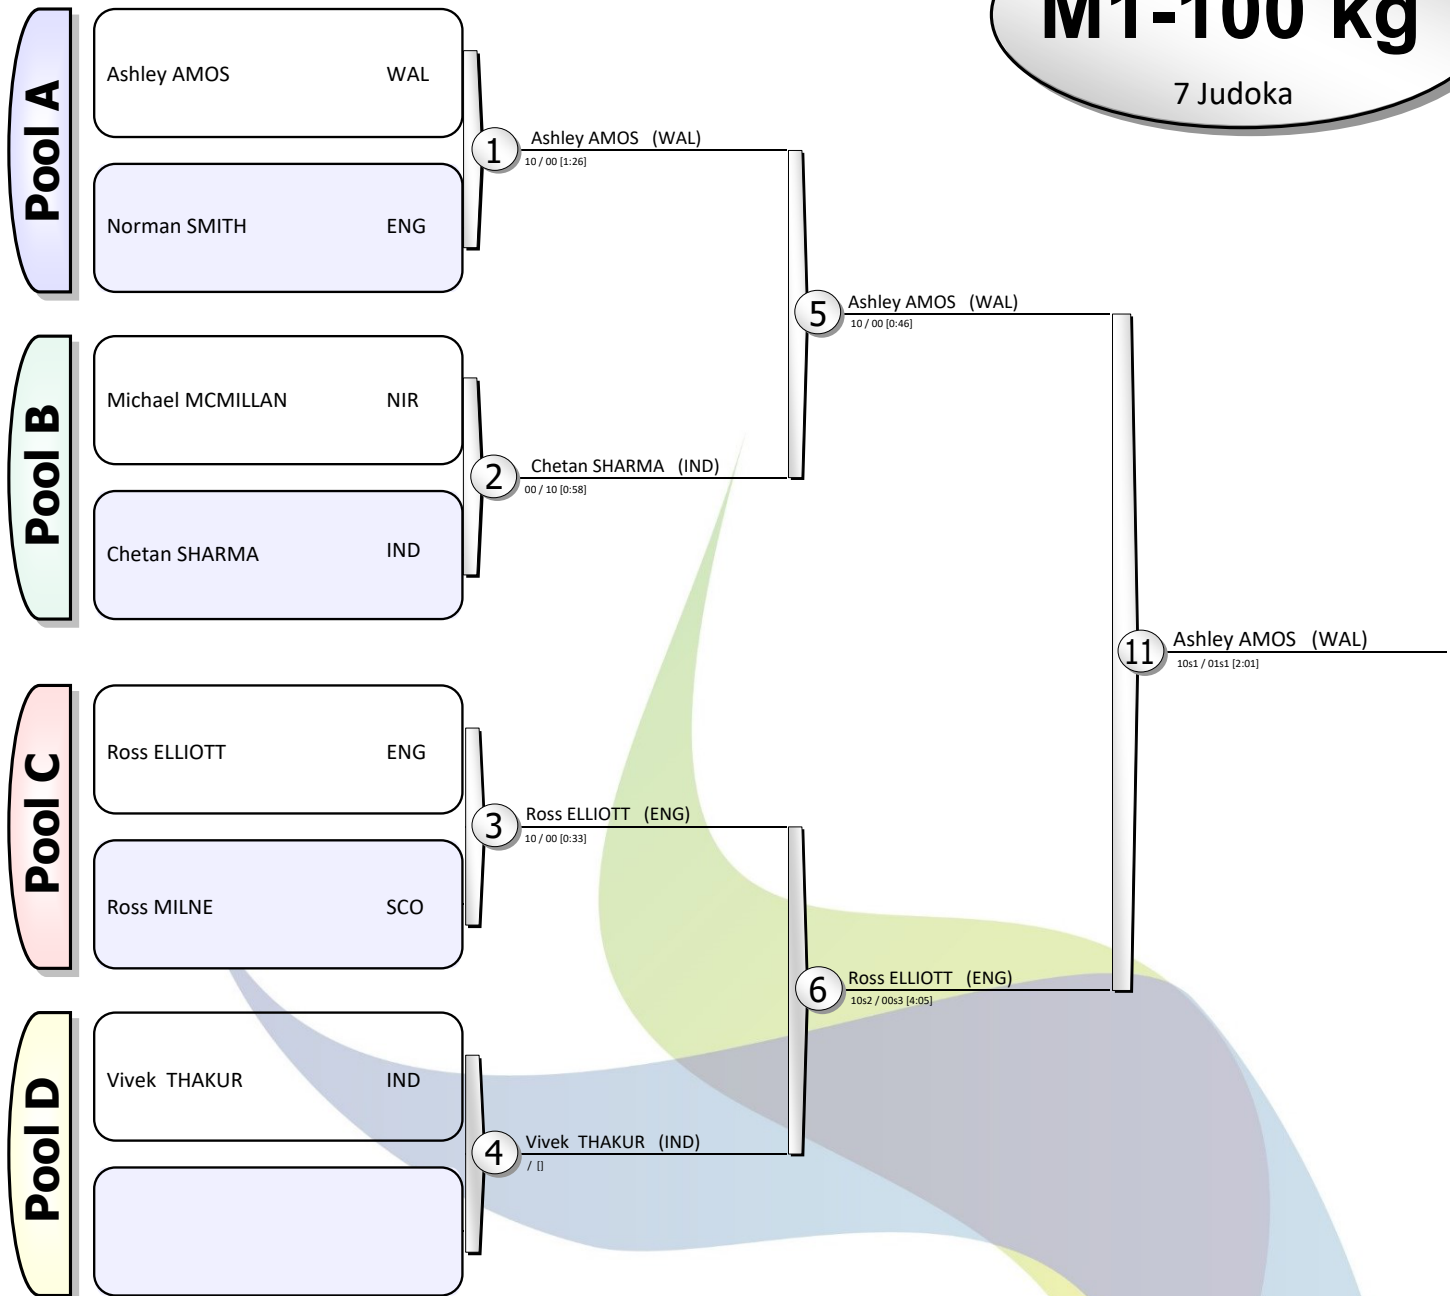 M1-100 kg
7 Judoka
Pool A
Ashley AMOS WAL
Norman SMITH ENG
1
Ashley AMOS (WAL)
10 / 00 [1:26]
Pool B
Michael MCMILLAN NIR
Chetan SHARMA IND
2
Chetan SHARMA (IND)
00 / 10 [0:58]
5
Ashley AMOS (WAL)
10 / 00 [0:46]
Pool C
Ross ELLIOTT ENG
Ross MILNE SCO
3
Ross ELLIOTT (ENG)
10 / 00 [0:33]
Pool D
Vivek THAKUR IND
4
Vivek THAKUR (IND)
/ []
6
Ross ELLIOTT (ENG)
10s2 / 00s3 [4:05]
11
Ashley AMOS (WAL)
10s1 / 01s1 [2:01]